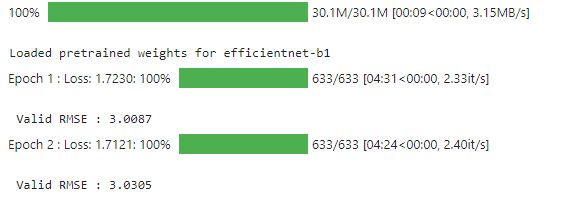 100% 30.1M/30.1M [00:09<00:00, 3.15MB/s]
Loaded pretrained weights for efficientnet-b1
Epoch 1 : Loss: 1.7230: 100% 633/633 [04:31<00:00, 2.33it/s]
Valid RMSE : 3.0087
Epoch 2 : Loss: 1.7121: 100% 633/633 [04:24<00:00, 2.40it/s]
Valid RMSE : 3.0305